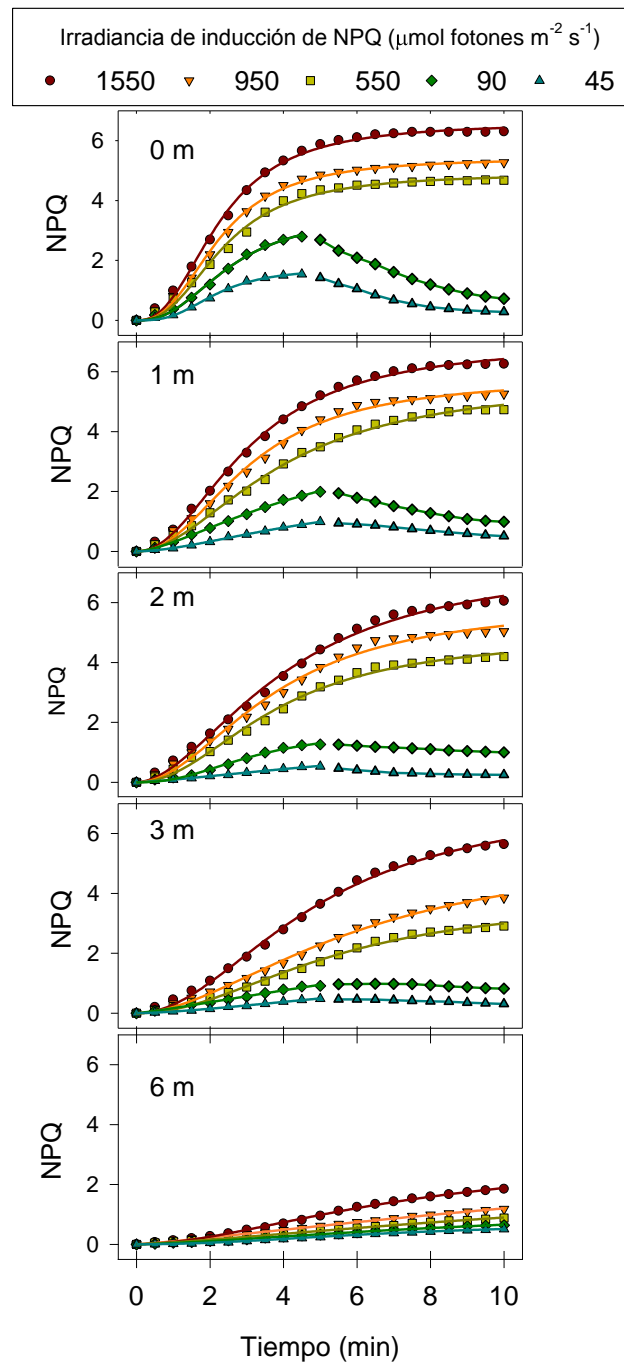 Irradiancia de inducción de NPQ (μmol fotones m⁻² s⁻¹)
1550 950 550 90 45
0 m
6
4
2
0
NPQ
1 m
6
4
2
0
NPQ
2 m
6
4
2
0
NPQ
3 m
6
4
2
0
NPQ
6 m
6
4
2
0
NPQ
0 2 4 6 8 10
Tiempo (min)